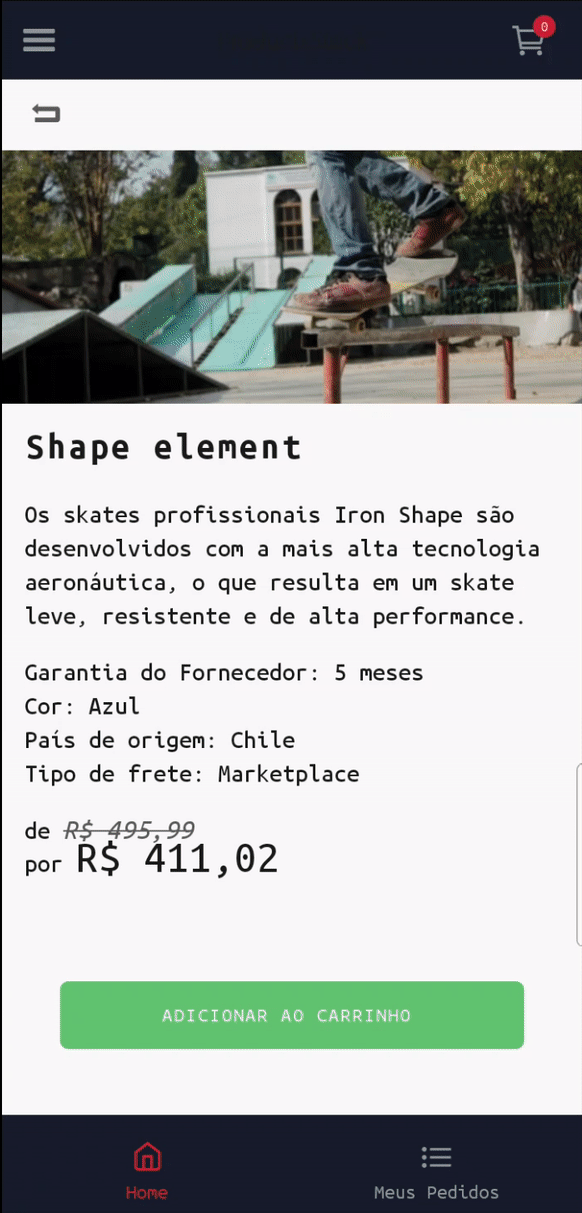 0
Shape element
Os skates profissionais Iron Shape são
desenvolvidos com a mais alta tecnologia
aeronáutica, o que resulta em um skate
leve, resistente e de alta performance.
Garantia do Fornecedor: 5 meses
Cor: Azul
País de origem: Chile
Tipo de frete: Marketplace
de R$ 495,99
por R$ 411,02
ADICIONAR AO CARRINHO
Home
Meus Pedidos